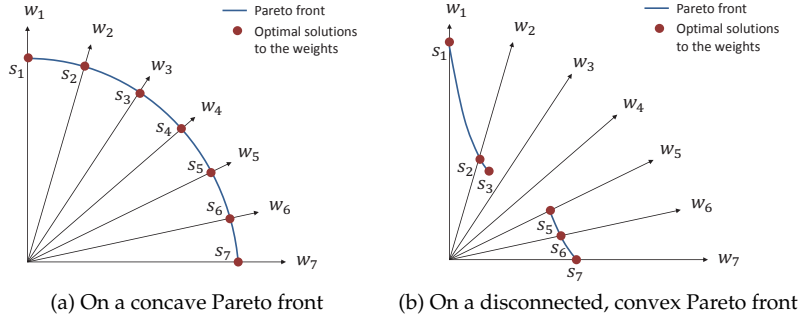 w1
Pareto front
Optimal solutions
to the weights
w2
w3
w4
w5
w6
w7
s1
s2
s3
s4
s5
s6
s7
(a) On a concave Pareto front
w1
Pareto front
Optimal solutions
to the weights
w2
w3
w4
w5
w6
w7
s1
s2
s3
s5
s6
s7
(b) On a disconnected, convex Pareto front